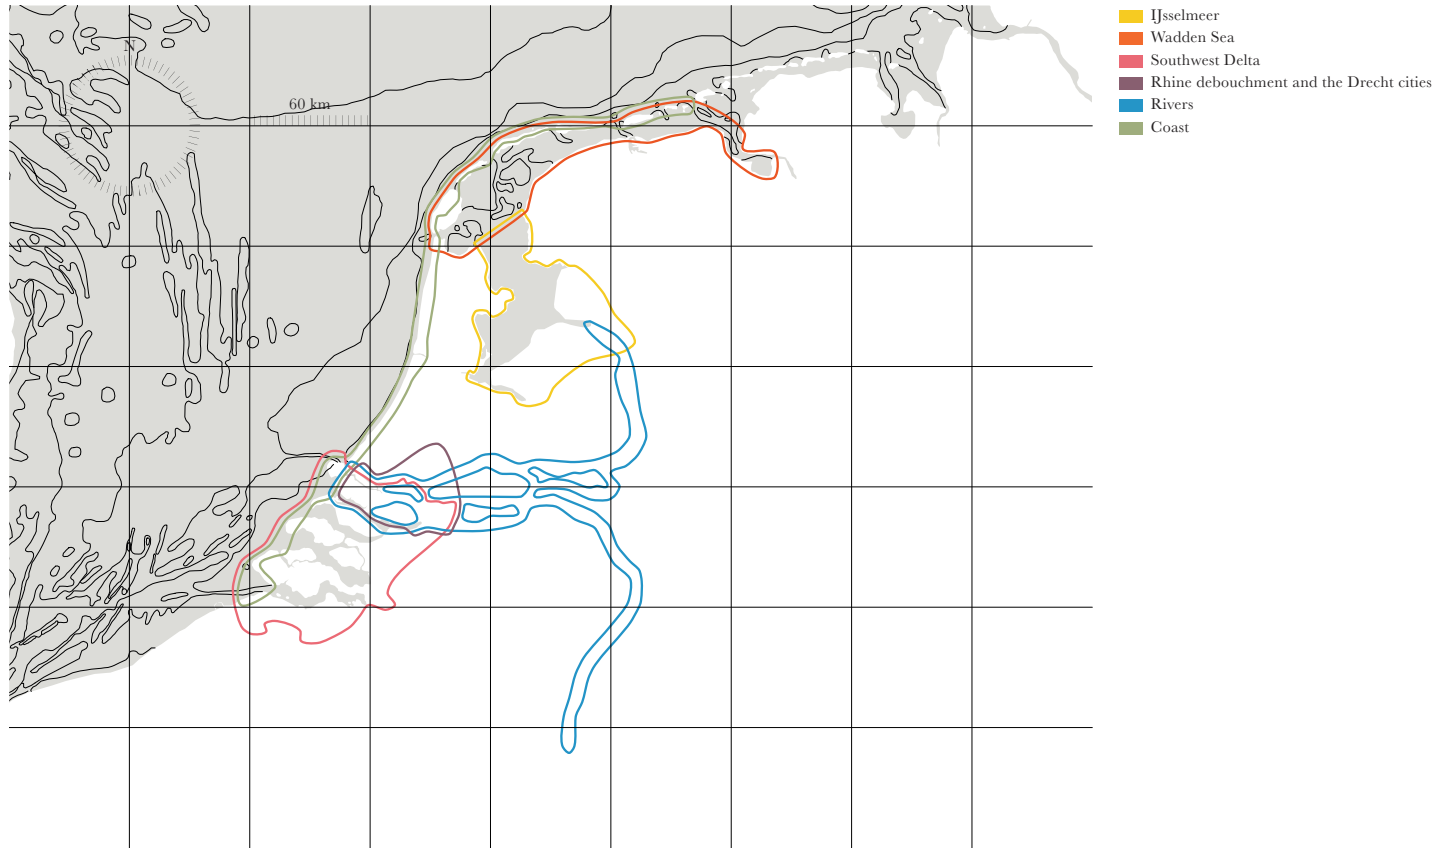 N
60 km
IJsselmeer
Wadden Sea
Southwest Delta
Rhine debouchment and the Drecht cities
Rivers
Coast